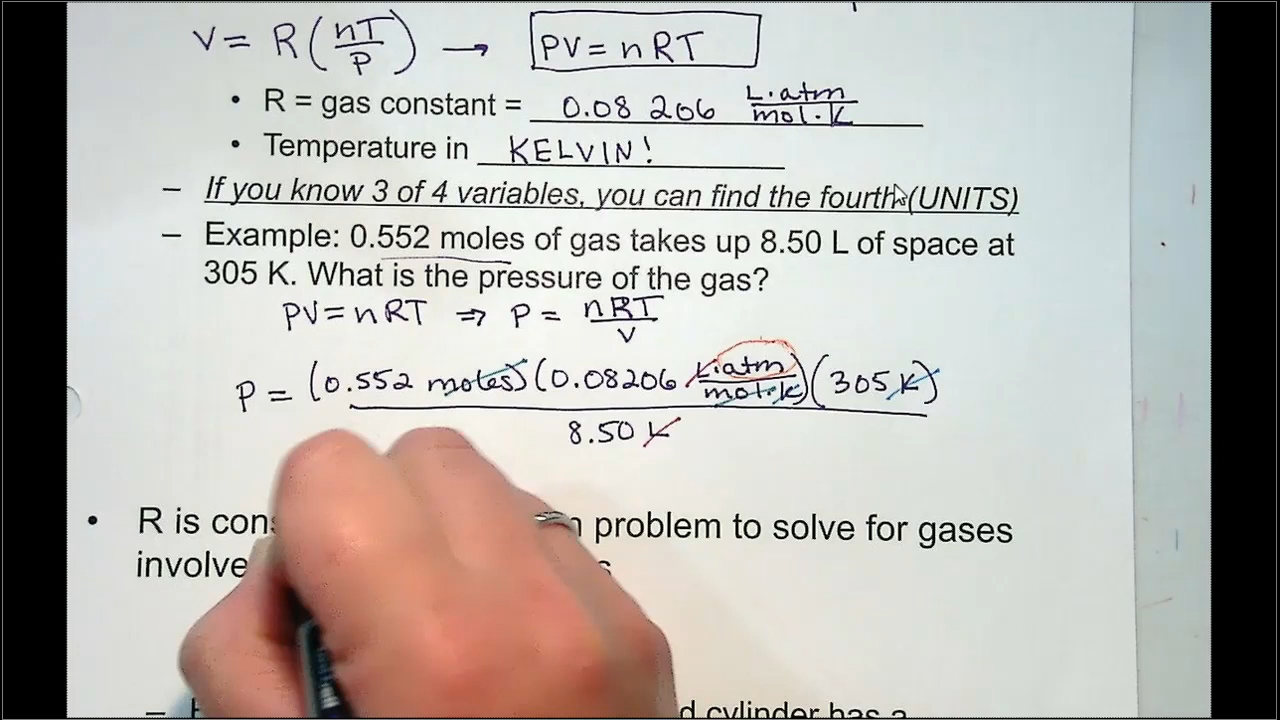 V = R(nT/P) → PV = nRT
• R = gas constant = 0.08206 L·atm/mol·K
• Temperature in KELVIN!
– If you know 3 of 4 variables, you can find the fourth (UNITS)
– Example: 0.552 moles of gas takes up 8.50 L of space at
305 K. What is the pressure of the gas?
PV = nRT ⇒ P = nRT/V
P = (0.552 moles)(0.08206 L·atm/mol·K)(305 K)
8.50 L
• R is problem to solve for gases
involve
– d cylinder has a